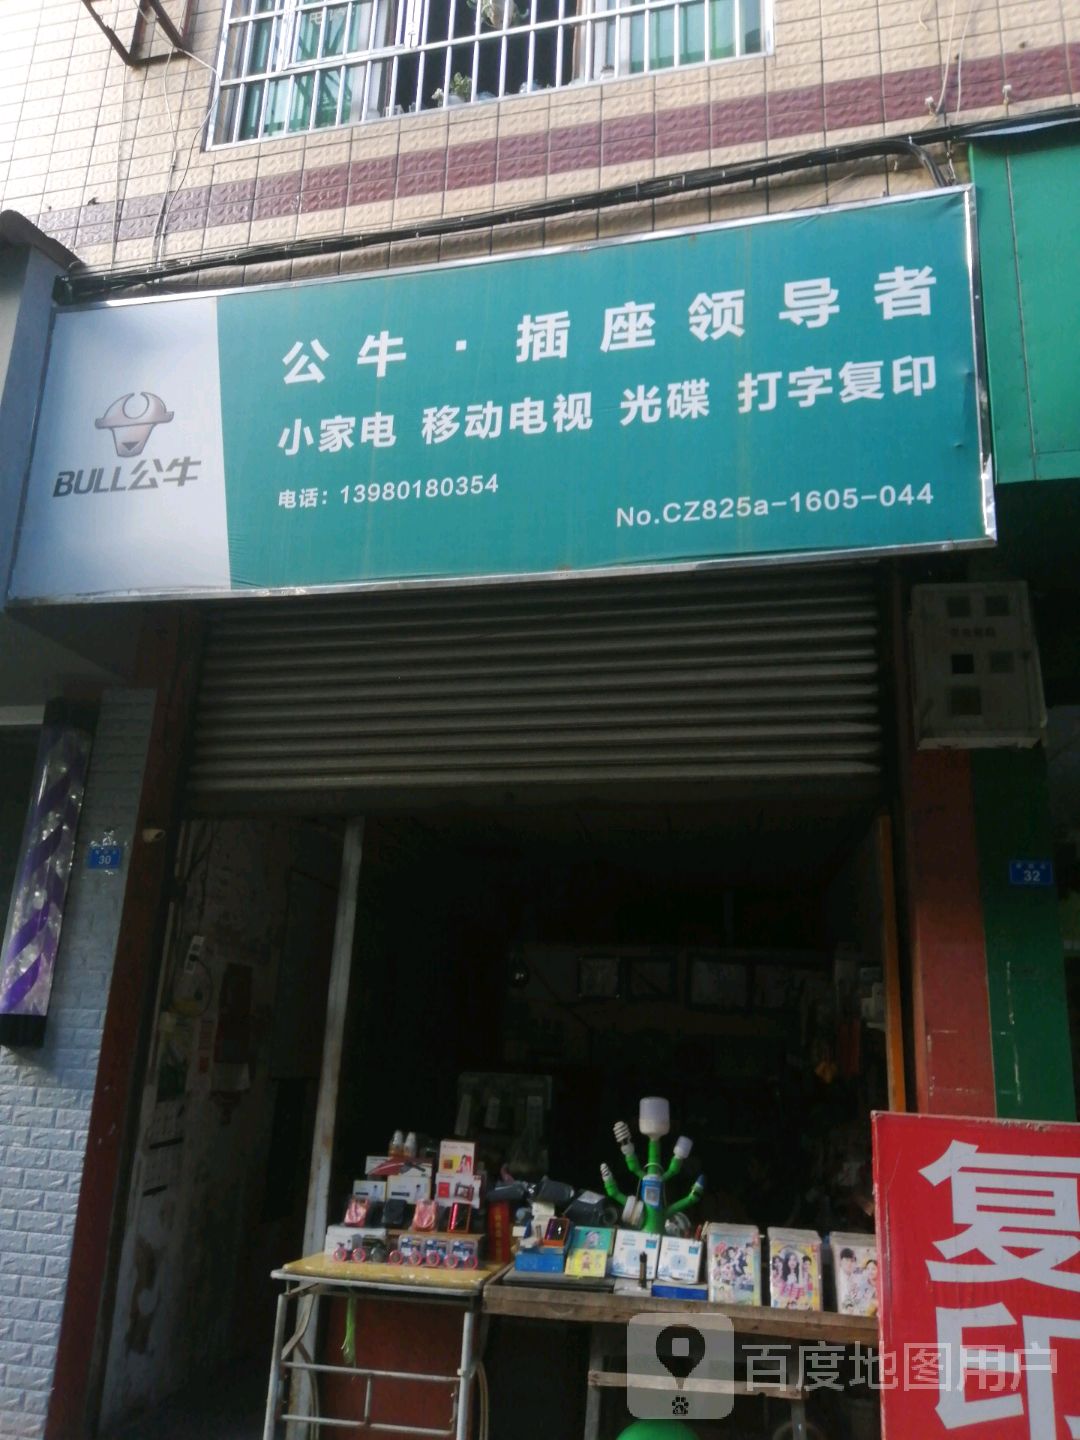 公牛·插座领导者
小家电 移动电视 光碟 打字复印
电话：13980180354
No.CZ825a-1605-044
BULL公牛
30
32
复印
百度地图用户